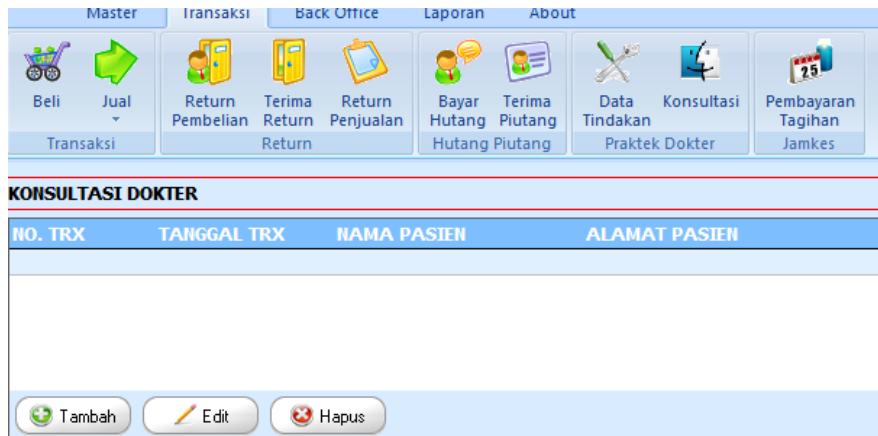 Master Transaksi Back Office Laporan About
Beli Jual Return Pembelian Terima Return Return Penjualan Bayar Hutang Terima Piutang Data Tindakan Konsultasi Pembayaran Tagihan
Transaksi Return Hutang Piutang Praktek Dokter Jamkes
25
KONSULTASI DOKTER
NO. TRX TANGGAL TRX NAMA PASIEN ALAMAT PASIEN
Tambah Edit Hapus